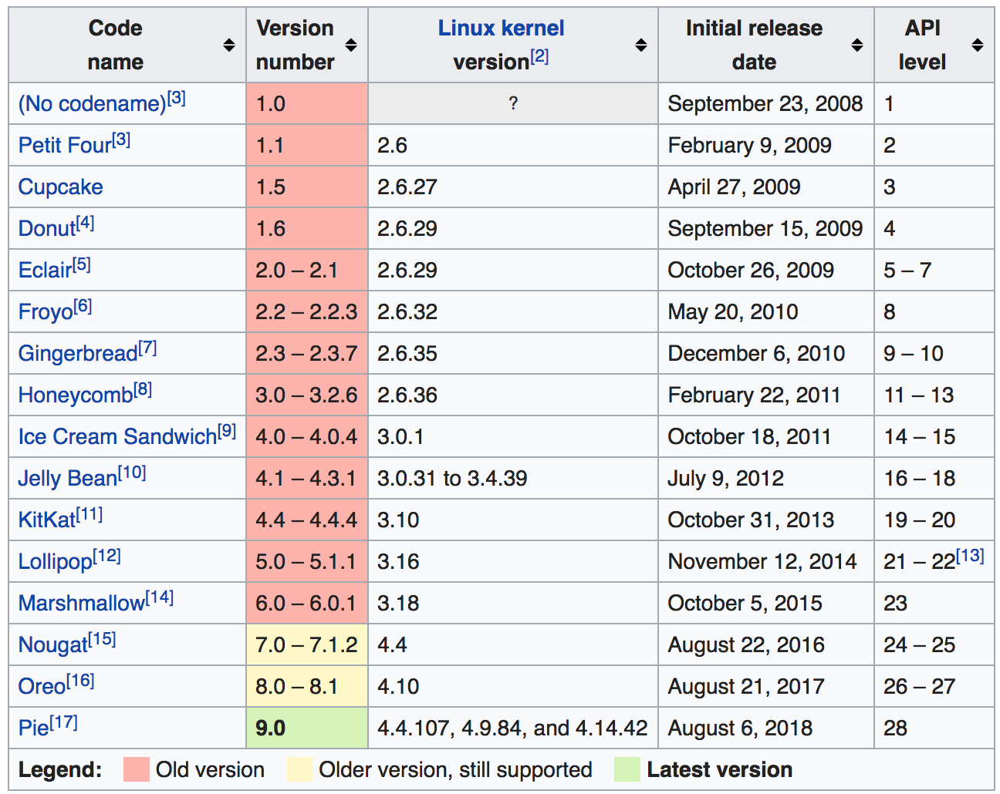 Code name Version number Linux kernel version[2] Initial release date API level
(No codename)[3] 1.0 ? September 23, 2008 1
Petit Four[3] 1.1 2.6 February 9, 2009 2
Cupcake 1.5 2.6.27 April 27, 2009 3
Donut[4] 1.6 2.6.29 September 15, 2009 4
Eclair[5] 2.0 – 2.1 2.6.29 October 26, 2009 5 – 7
Froyo[6] 2.2 – 2.2.3 2.6.32 May 20, 2010 8
Gingerbread[7] 2.3 – 2.3.7 2.6.35 December 6, 2010 9 – 10
Honeycomb[8] 3.0 – 3.2.6 2.6.36 February 22, 2011 11 – 13
Ice Cream Sandwich[9] 4.0 – 4.0.4 3.0.1 October 18, 2011 14 – 15
Jelly Bean[10] 4.1 – 4.3.1 3.0.31 to 3.4.39 July 9, 2012 16 – 18
KitKat[11] 4.4 – 4.4.4 3.10 October 31, 2013 19 – 20
Lollipop[12] 5.0 – 5.1.1 3.16 November 12, 2014 21 – 22[13]
Marshmallow[14] 6.0 – 6.0.1 3.18 October 5, 2015 23
Nougat[15] 7.0 – 7.1.2 4.4 August 22, 2016 24 – 25
Oreo[16] 8.0 – 8.1 4.10 August 21, 2017 26 – 27
Pie[17] 9.0 4.4.107, 4.9.84, and 4.14.42 August 6, 2018 28
Legend: Old version Older version, still supported Latest version